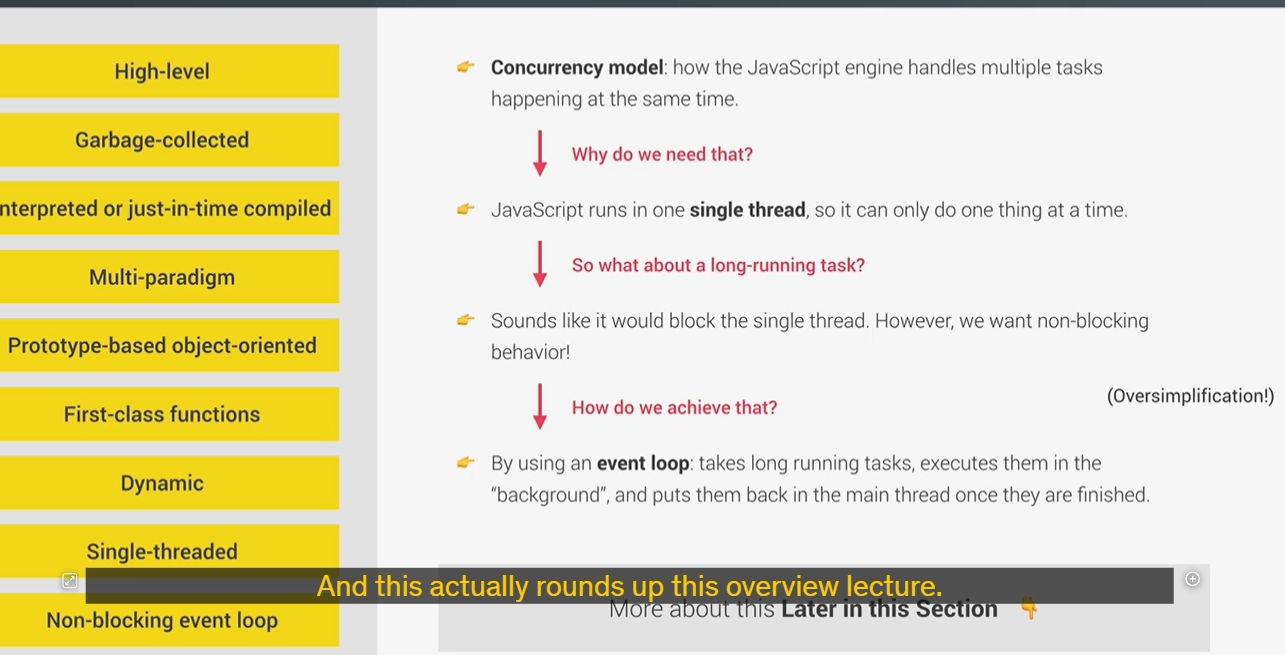 High-level
Garbage-collected
nterpreted or just-in-time compiled
Multi-paradigm
Prototype-based object-oriented
First-class functions
Dynamic
Single-threaded
Non-blocking event loop
Concurrency model: how the JavaScript engine handles multiple tasks
happening at the same time.
Why do we need that?
JavaScript runs in one single thread, so it can only do one thing at a time.
So what about a long-running task?
Sounds like it would block the single thread. However, we want non-blocking
behavior!
How do we achieve that?
(Oversimplification!)
By using an event loop: takes long running tasks, executes them in the
“background”, and puts them back in the main thread once they are finished.
And this actually rounds up this overview lecture.
More about this Later in this Section